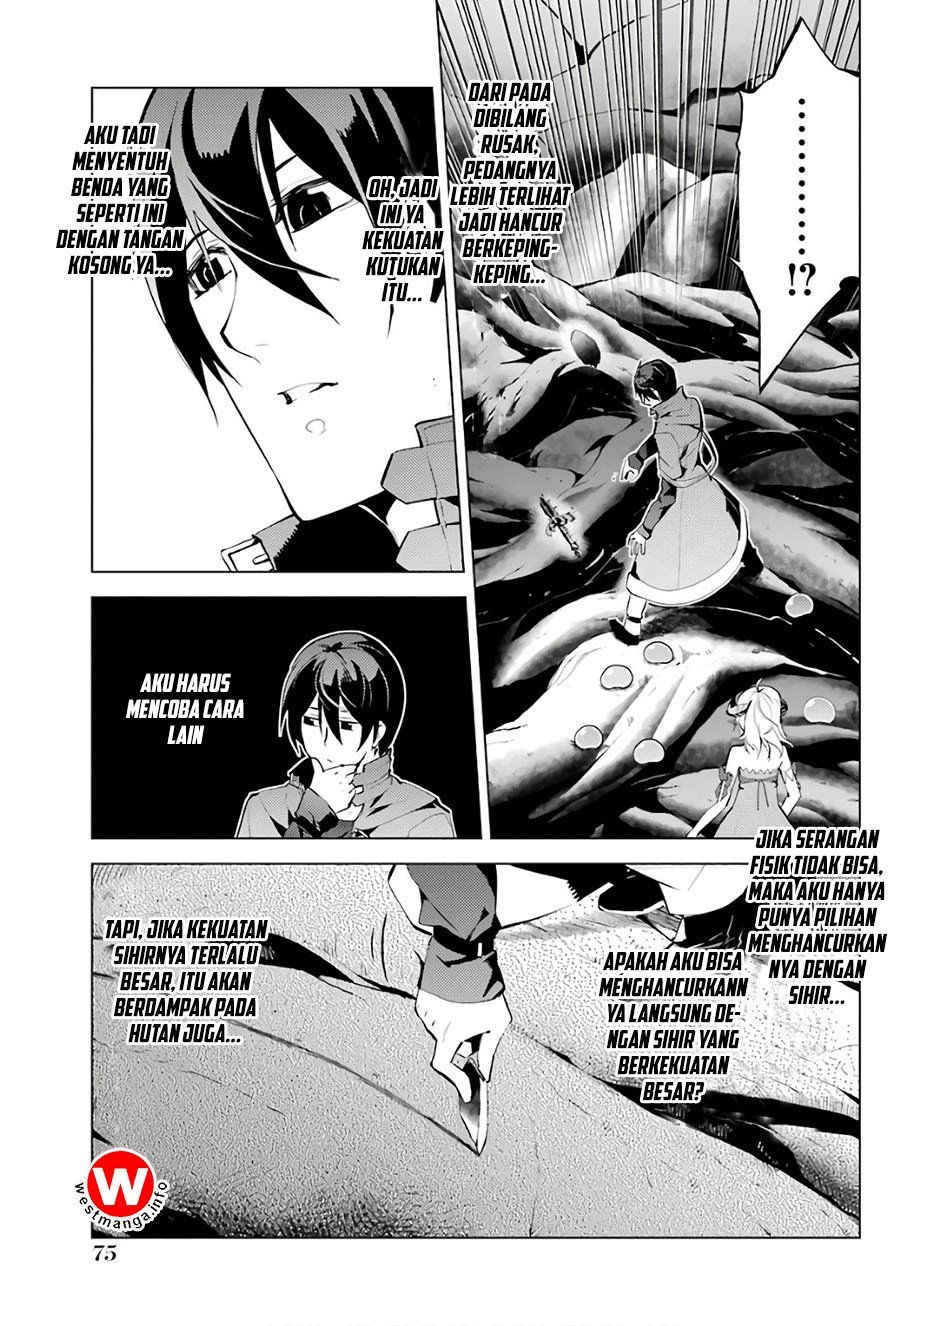 ..........!?
DARI PADA
DIBILANG
RUSAK,
PEDANGNYA
LEBIH TERLIHAT
JADI HANCUR
BERKEPING-
KEPING...
OH, JADI
INI YA
KEKUATAN
KUTUKAN
ITU...
AKU TADI
MENYENTUH
BENDA YANG
SEPERTI INI
DENGAN TANGAN
KOSONG YA...
AKU HARUS
MENCOBA CARA
LAIN
JIKA SERANGAN
FISIK TIDAK BISA,
MAKA AKU HANYA
PUNYA PILIHAN
MENGHANCURKAN
NYA DENGAN
SIHIR...
APAKAH AKU BISA
MENGHANCURKANN
YA LANGSUNG DE-
NGAN SIHIR YANG
BERKEKUATAN
BESAR?
TAPI, JIKA KEKUATAN
SIHIRNYA TERLALU
BESAR, ITU AKAN
BERDAMPAK PADA
HUTAN JUGA...
W
westmanga.info
75